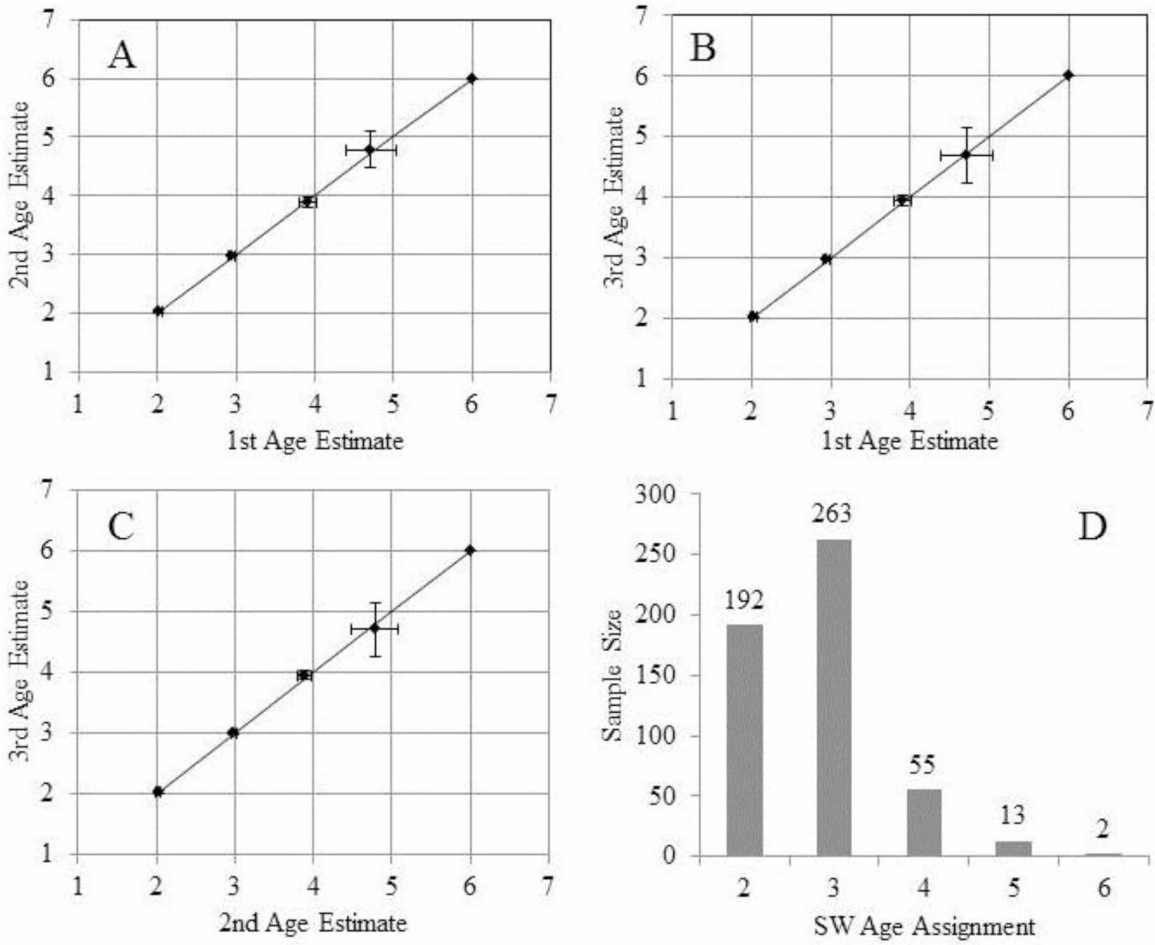 A
7
6
5
4
3
2
1
2nd Age Estimate
1 2 3 4 5 6 7
1st Age Estimate
B
7
6
5
4
3
2
1
3rd Age Estimate
1 2 3 4 5 6 7
1st Age Estimate
C
7
6
5
4
3
2
1
3rd Age Estimate
1 2 3 4 5 6 7
2nd Age Estimate
D
300
250
200
150
100
50
0
Sample Size
192
263
55
13
2
2 3 4 5 6
SW Age Assignment